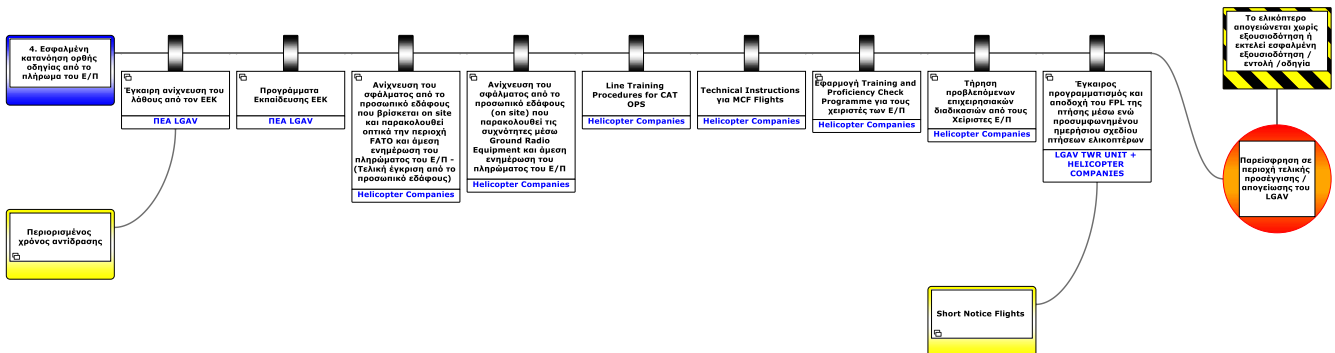 4. Εσφαλμένη
κατανόηση ορθής
οδηγίας από το
πλήρωμα του Ε/Π
Έγκαιρη ανίχνευση του
λάθους από τον ΕΕΚ
ΠΕΑ LGAV
Προγράμματα
Εκπαίδευσης ΕΕΚ
ΠΕΑ LGAV
Ανίχνευση του
σφάλματος από το
προσωπικό εδάφους
που βρίσκεται on site
και παρακολουθεί
οπτικά την περιοχή
FATO και άμεση
ενημέρωση του
πληρώματος του Ε/Π -
(Τελική έγκριση από το
προσωπικό εδάφους)
Helicopter Companies
Ανίχνευση του
σφάλματος από το
προσωπικό εδάφους
(on site) που
παρακολουθεί τις
συχνότητες μέσω
Ground Radio
Equipment και άμεση
ενημέρωση του
πληρώματος του Ε/Π
Helicopter Companies
Line Training
Procedures for CAT
OPS
Helicopter Companies
Technical Instructions
για MCF Flights
Helicopter Companies
Εφαρμογή Training and
Proficiency Check
Programme για τους
χειριστές των Ε/Π
Helicopter Companies
Τήρηση
προβλεπόμενων
επιχειρησιακών
διαδικασιών από τους
Χείριστες Ε/Π
Helicopter Companies
Έγκαιρος
προγραμματισμός και
αποδοχή του FPL της
πτήσης μέσω ενό
προσυμφωνημένου
ημερήσιου σχεδίου
πτήσεων ελικοπτέρων
LGAV TWR UNIT +
HELICOPTER
COMPANIES
Το ελικόπτερο
απογειώνεται χωρίς
εξουσιοδότηση ή
εκτελεί εσφαλμένη
εξουσιοδότηση /
εντολή /οδηγία
Παρείσφρηση σε
περιοχή τελικής
προσέγγισης /
απογείωσης του
LGAV
Περιορισμένος
χρόνος αντίδρασης
Short Notice Flights